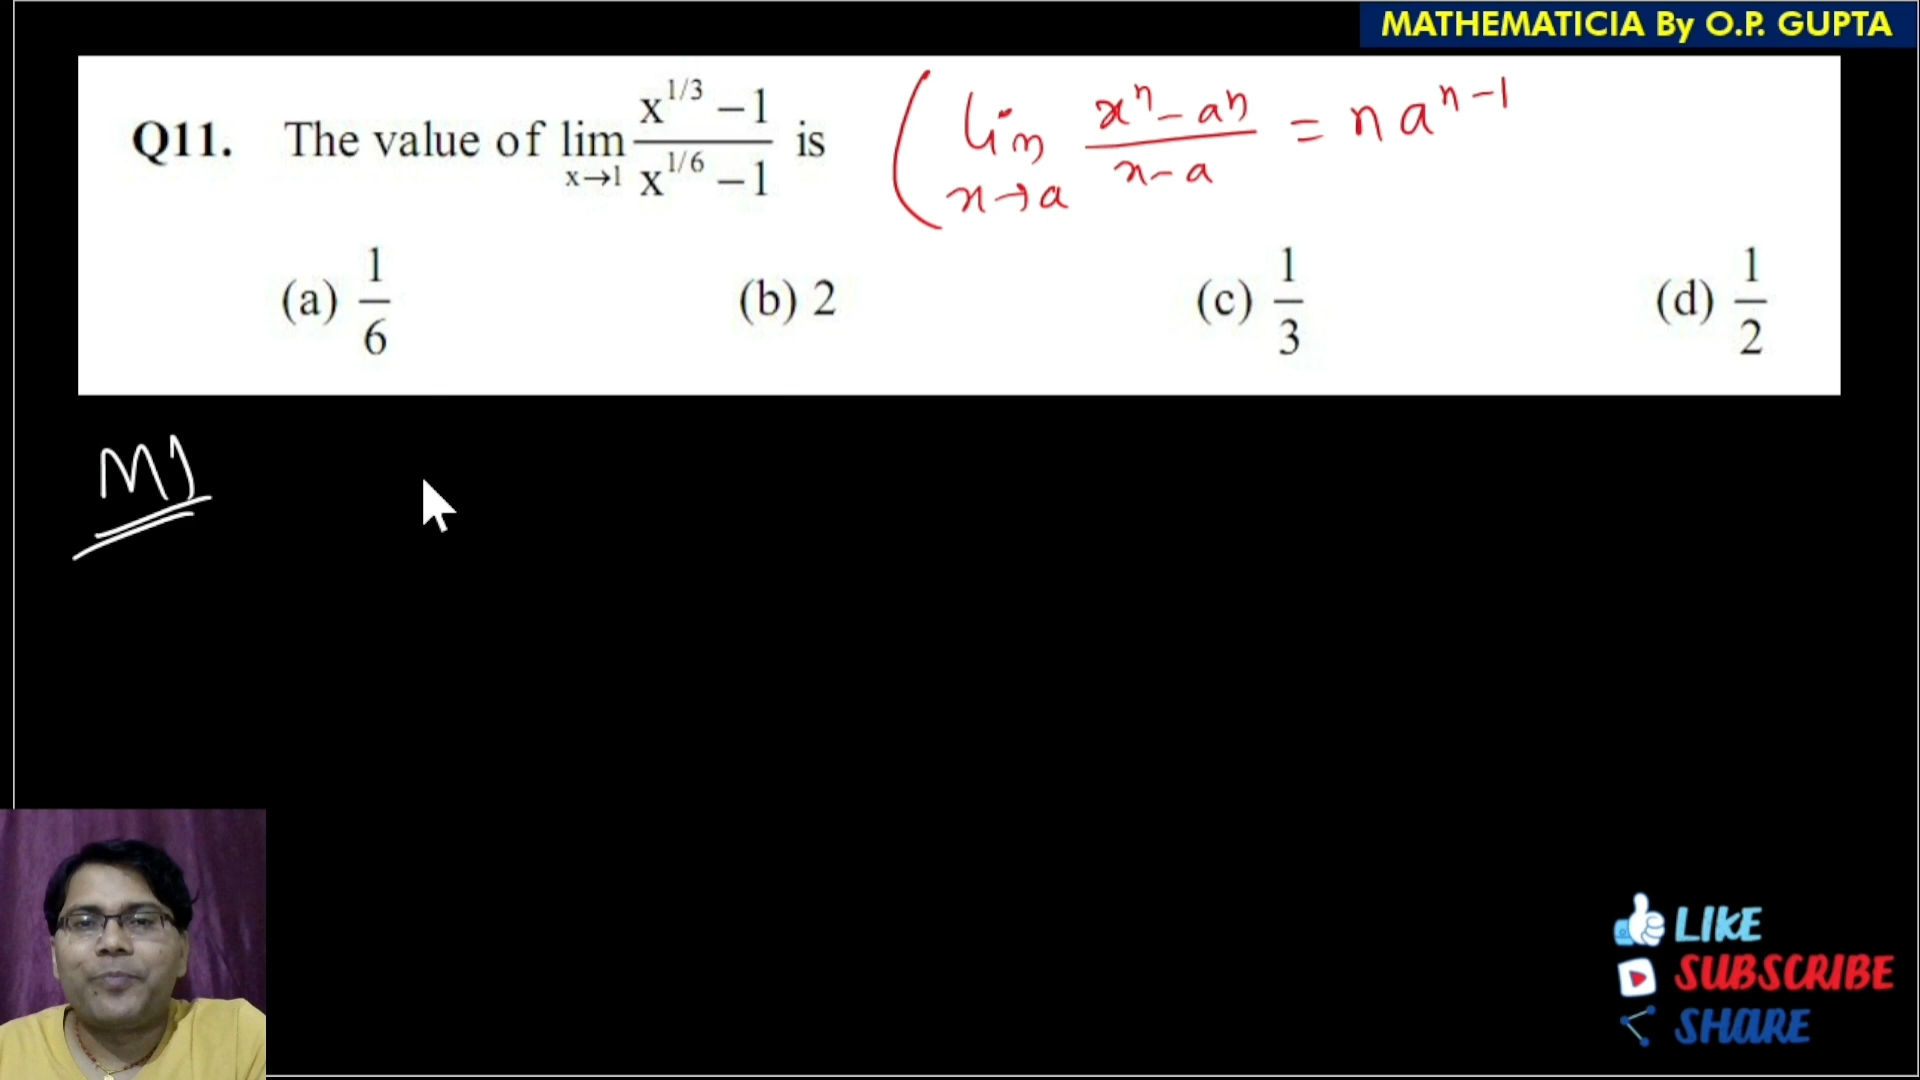 MATHEMATICIA By O.P. GUPTA
Q11. The value of lim x→1 (x^{1/3} − 1)/(x^{1/6} − 1) is ( lim x→a (x^n − a^n)/(x − a) = n a^{n−1}
(a) 1/6 (b) 2 (c) 1/3 (d) 1/2
M1
LIKE
SUBSCRIBE
SHARE